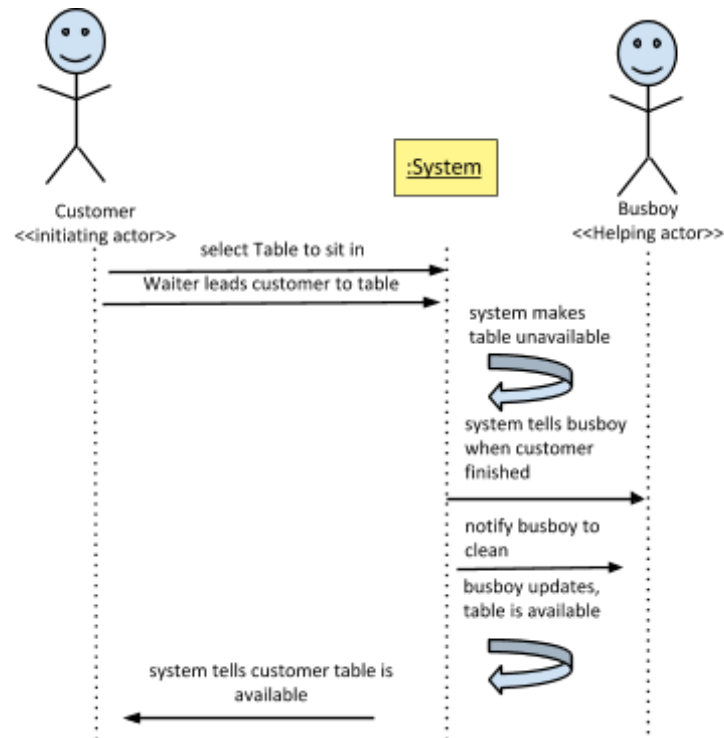 :System
Customer
<<initiating actor>>
Busboy
<<Helping actor>>
select Table to sit in
Waiter leads customer to table
system makes
table unavailable
system tells busboy
when customer
finished
notify busboy to
clean
busboy updates,
table is available
system tells customer table is
available